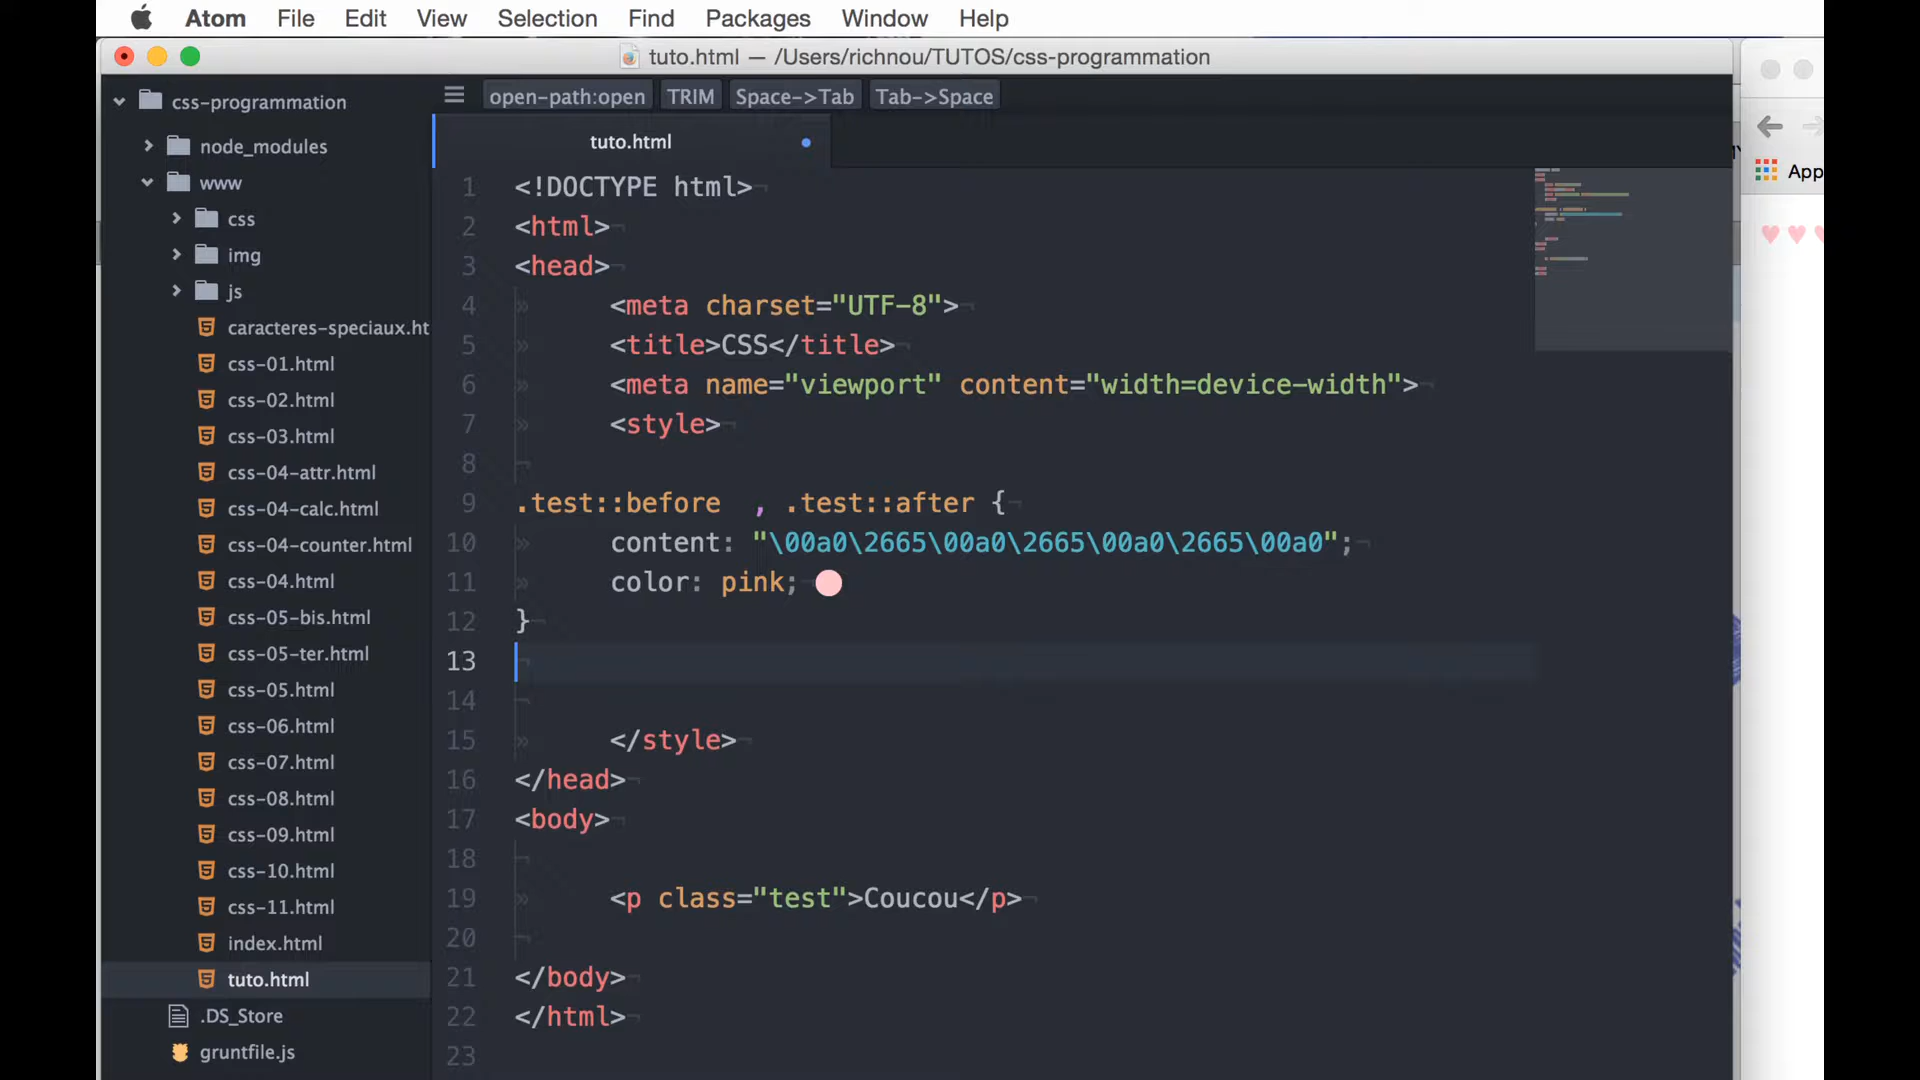 Atom File Edit View Selection Find Packages Window Help
tuto.html — /Users/richnou/TUTOS/css-programmation
css-programmation
node_modules
www
css
img
js
caracteres-speciaux.ht
css-01.html
css-02.html
css-03.html
css-04-attr.html
css-04-calc.html
css-04-counter.html
css-04.html
css-05-bis.html
css-05-ter.html
css-05.html
css-06.html
css-07.html
css-08.html
css-09.html
css-10.html
css-11.html
index.html
tuto.html
.DS_Store
gruntfile.js
open-path:open TRIM Space->Tab Tab->Space
tuto.html
1 <!DOCTYPE html>
2 <html>
3 <head>
4 <meta charset="UTF-8">
5 <title>CSS</title>
6 <meta name="viewport" content="width=device-width">
7 <style>
8
9 .test::before , .test::after {
10 content: "\00a0\2665\00a0\2665\00a0\2665\00a0";
11 color: pink;
12 }
13
14
15 </style>
16 </head>
17 <body>
18
19 <p class="test">Coucou</p>
20
21 </body>
22 </html>
23
App
♥ ♥ ♥